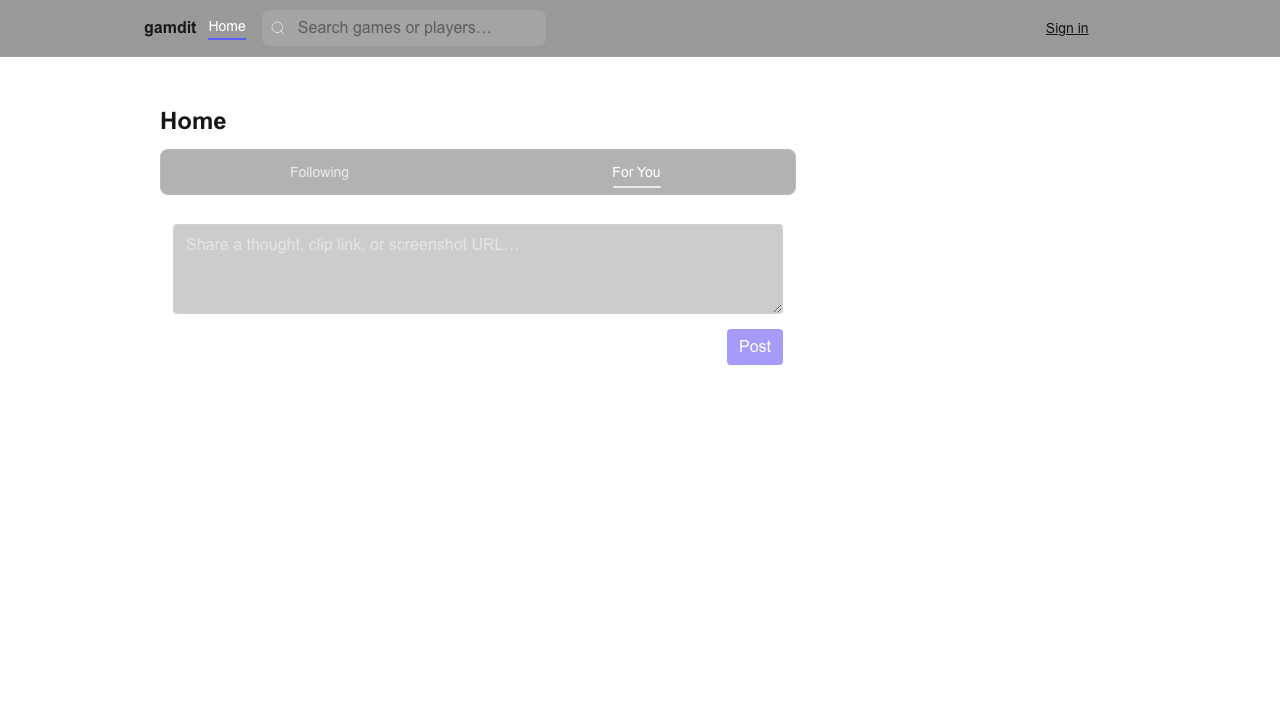 gamdit Home Search games or players… Sign in
Home
Following For You
Share a thought, clip link, or screenshot URL…
Post